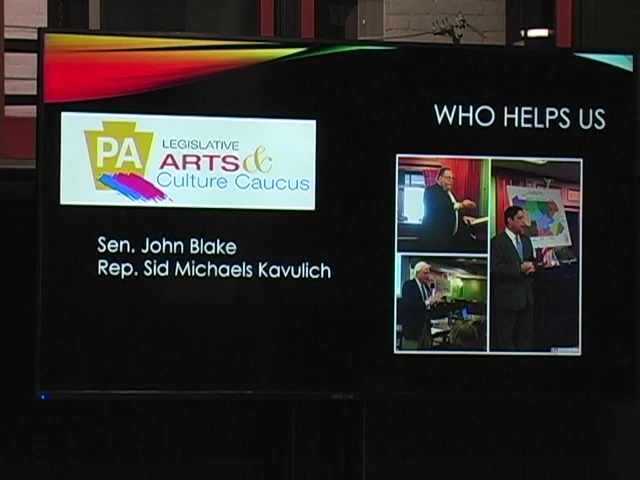 WHO HELPS US
PA
LEGISLATIVE
ARTS &
Culture Caucus
Sen. John Blake
Rep. Sid Michaels Kavulich